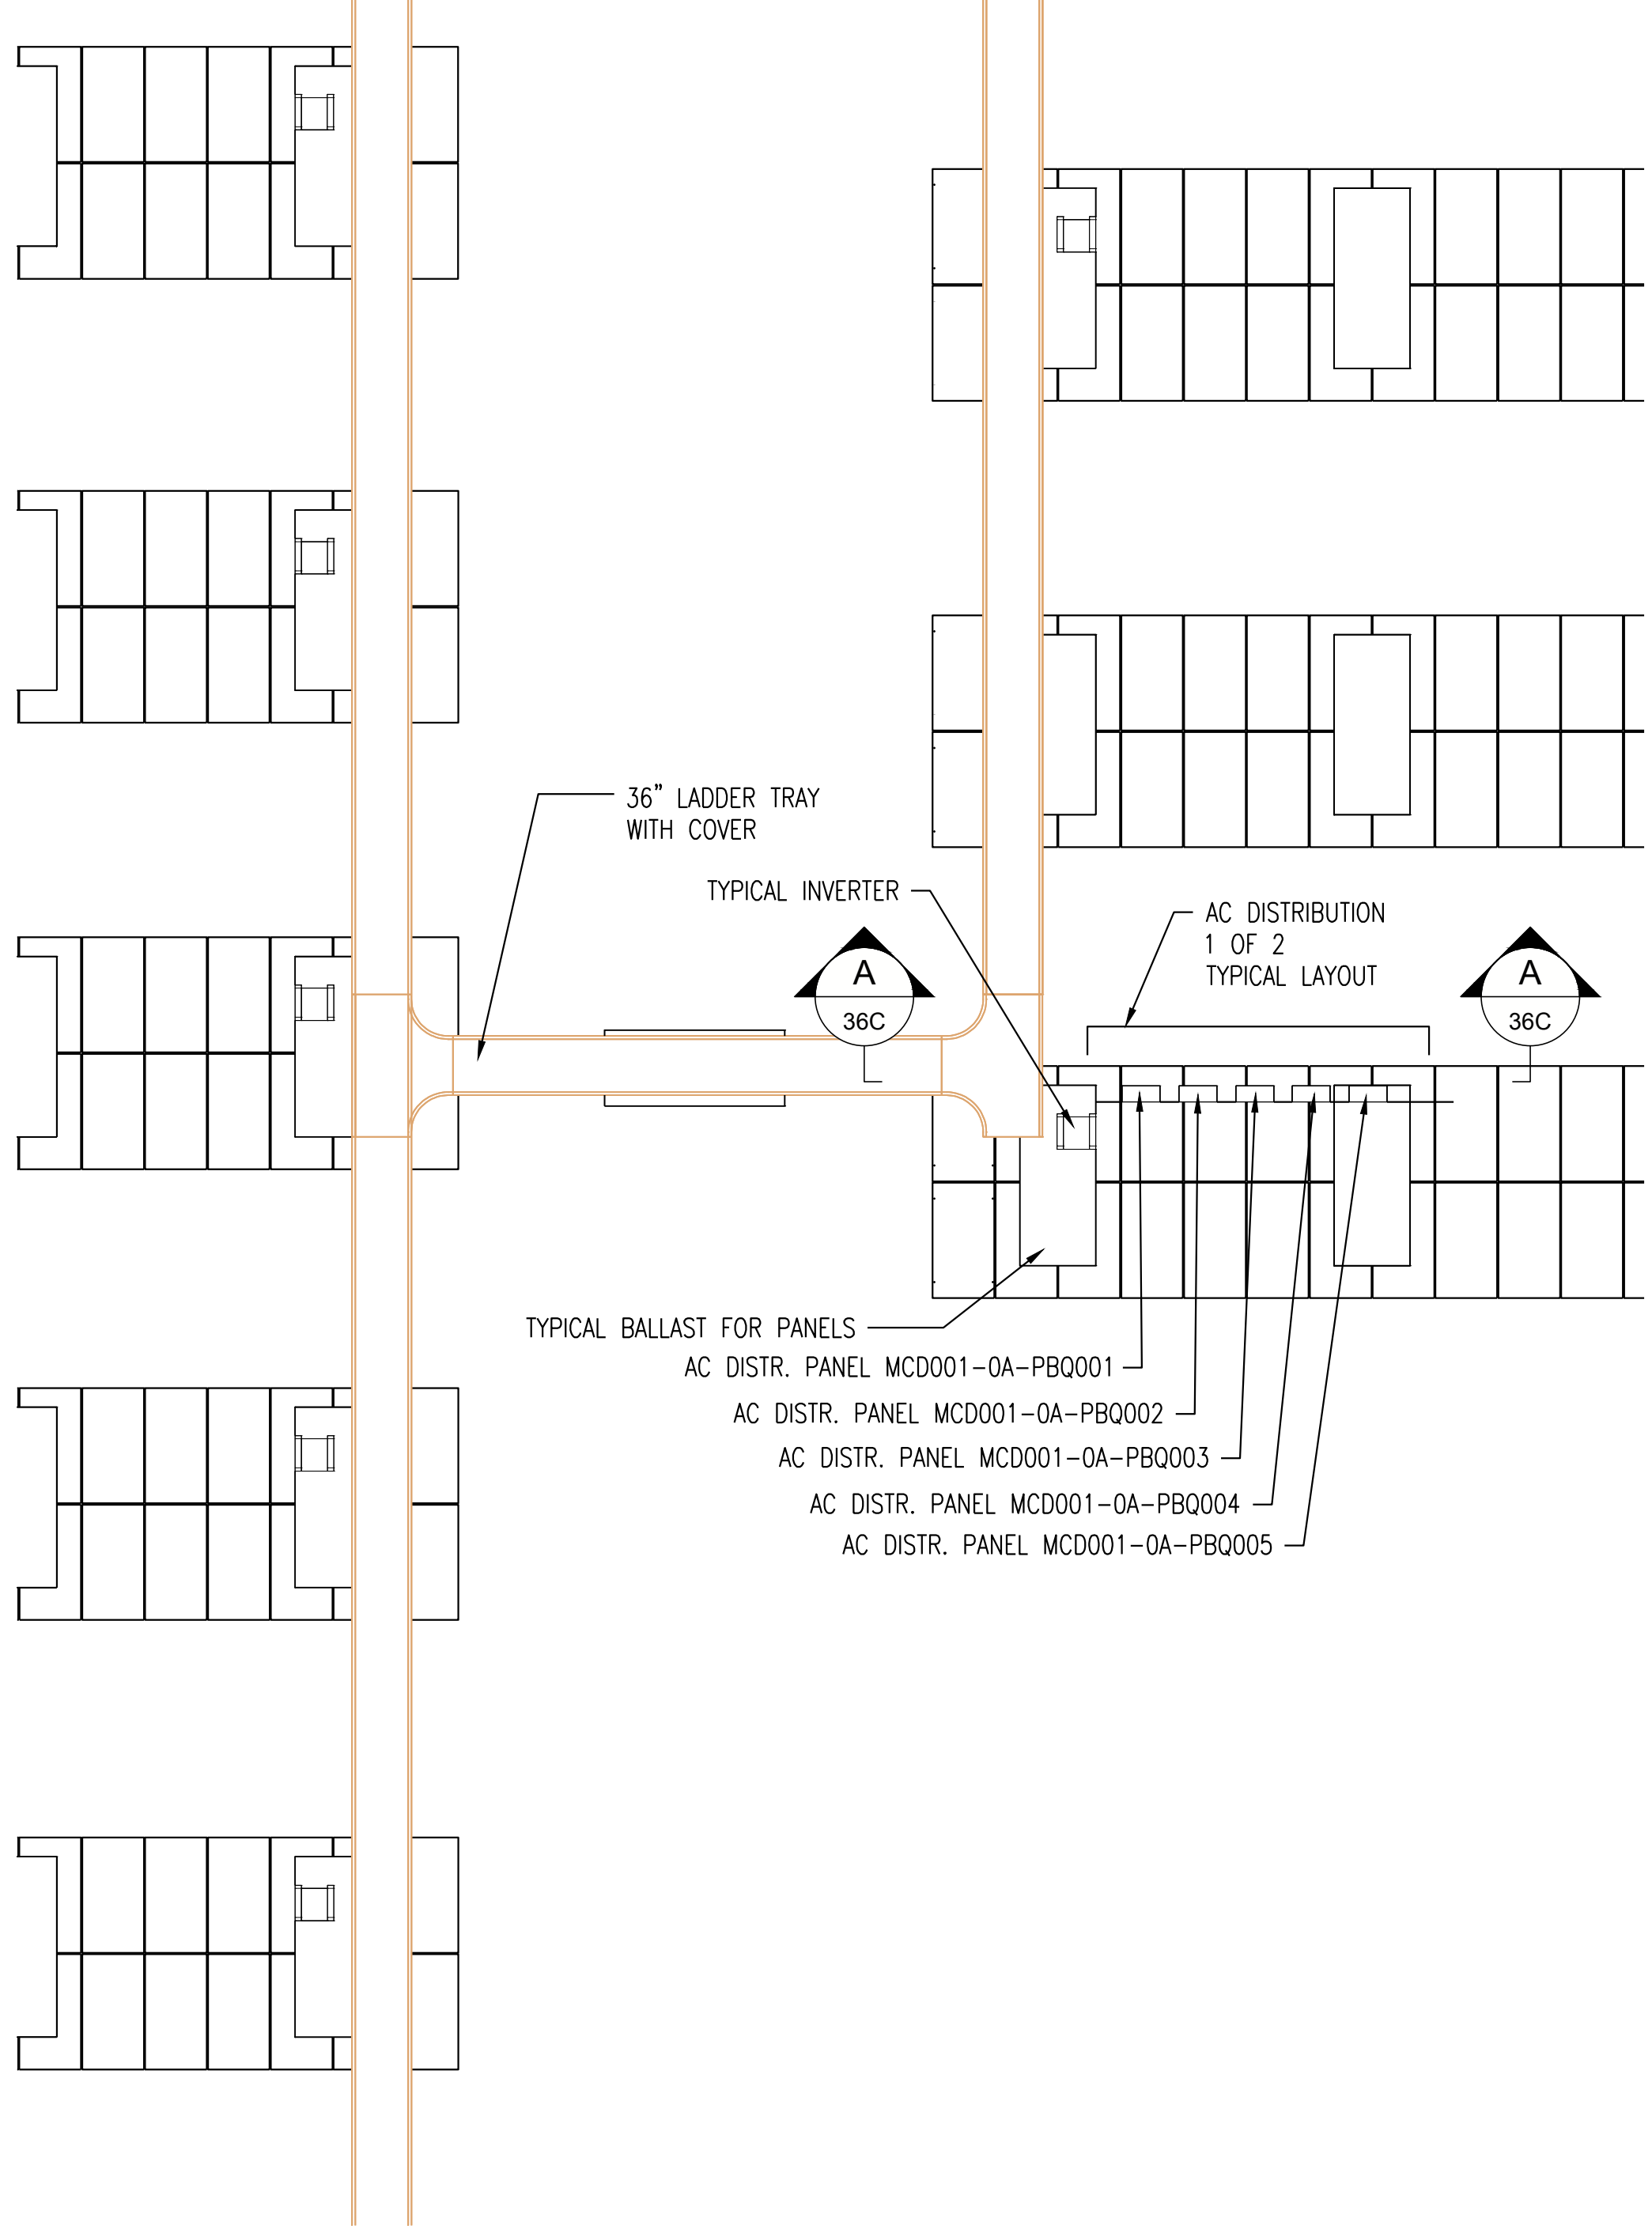 36” LADDER TRAY
WITH COVER
TYPICAL INVERTER
AC DISTRIBUTION
1 OF 2
TYPICAL LAYOUT
A
36C
A
36C
TYPICAL BALLAST FOR PANELS
AC DISTR. PANEL MCD001-0A-PBQ001
AC DISTR. PANEL MCD001-0A-PBQ002
AC DISTR. PANEL MCD001-0A-PBQ003
AC DISTR. PANEL MCD001-0A-PBQ004
AC DISTR. PANEL MCD001-0A-PBQ005